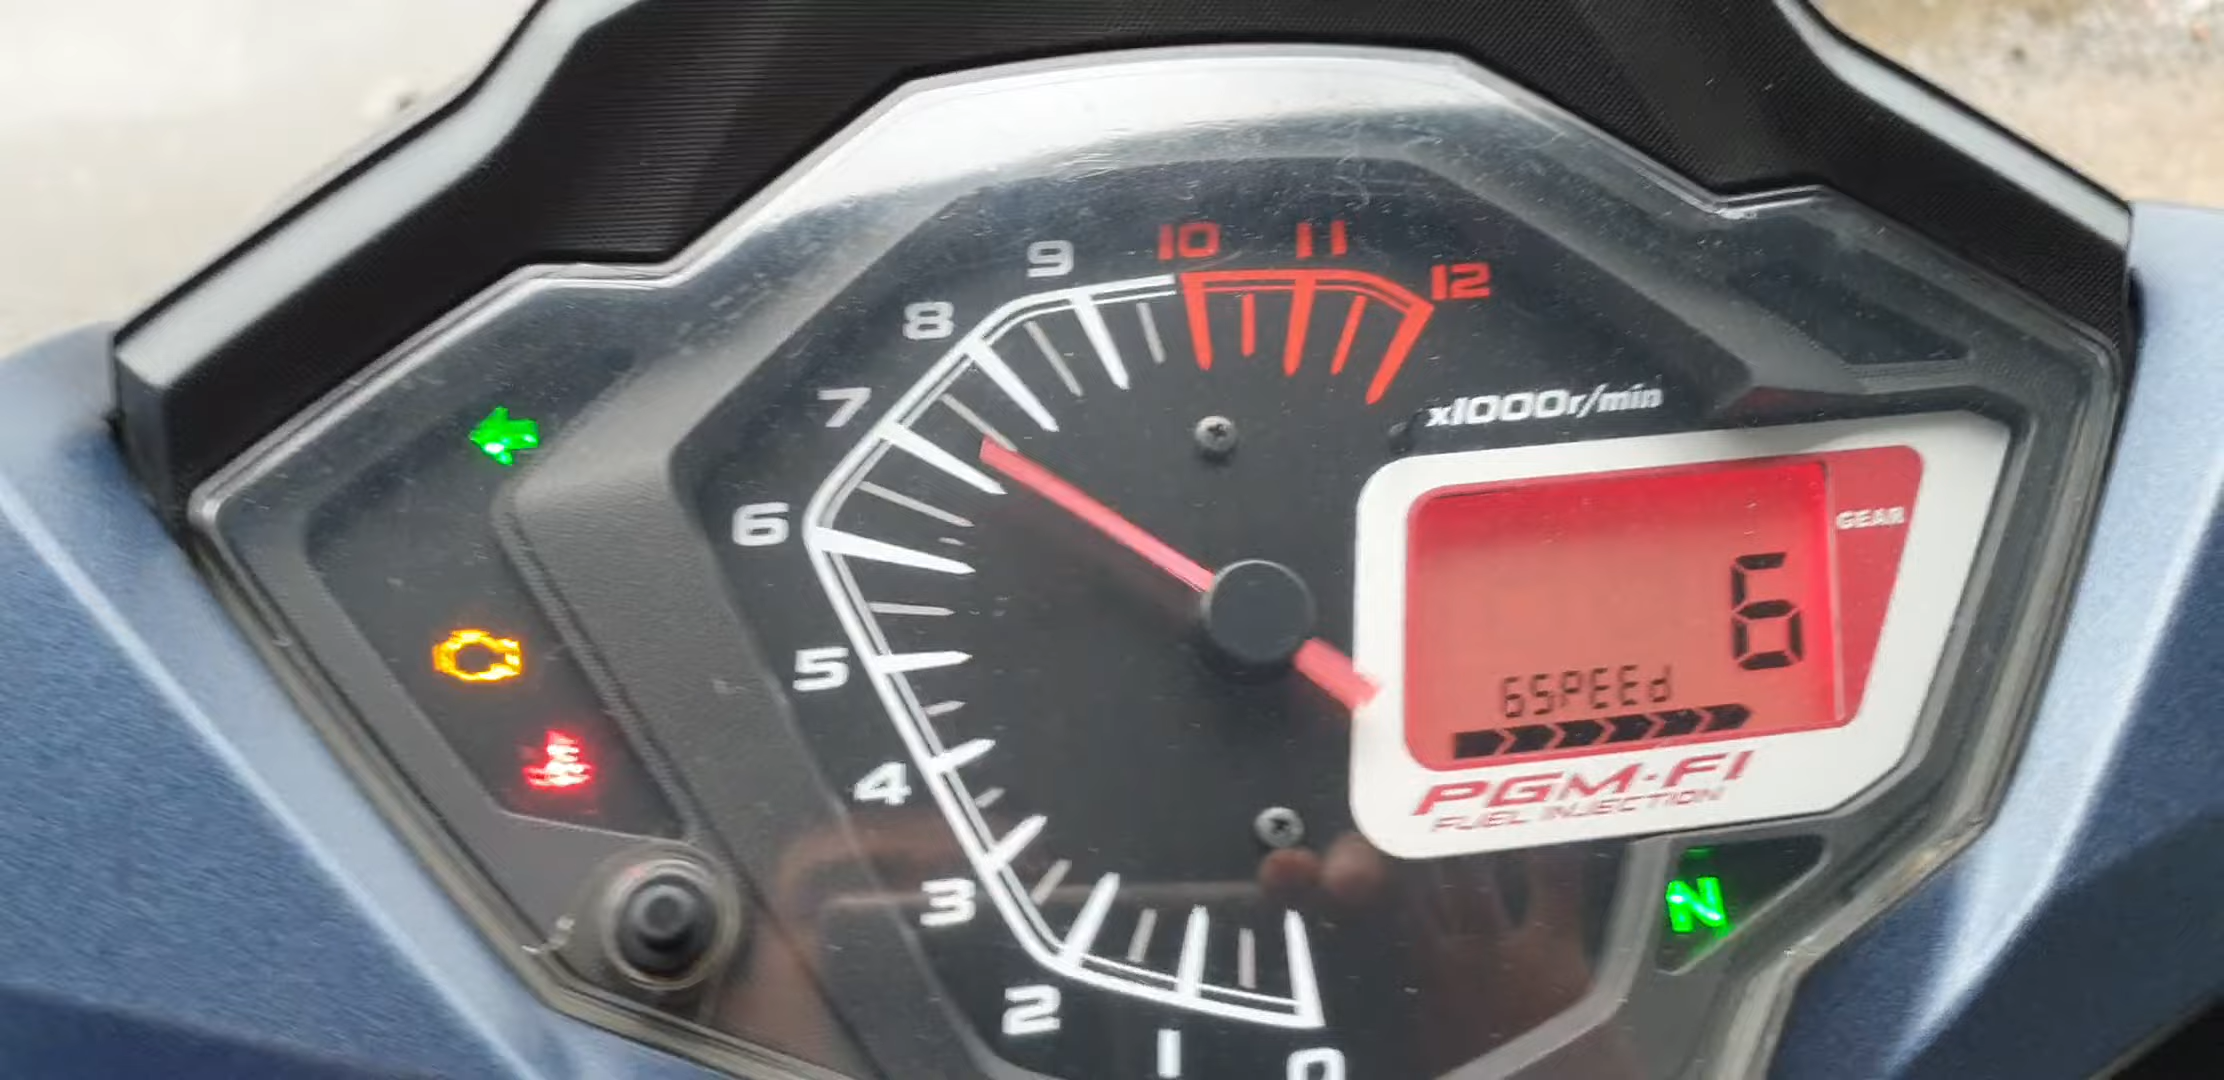 10 11
9 12
8
7 x1000r/min
GEAR
6 6
5 6SPEEd
4 PGM-FI
FUEL INJECTION
3 N
2
1 0